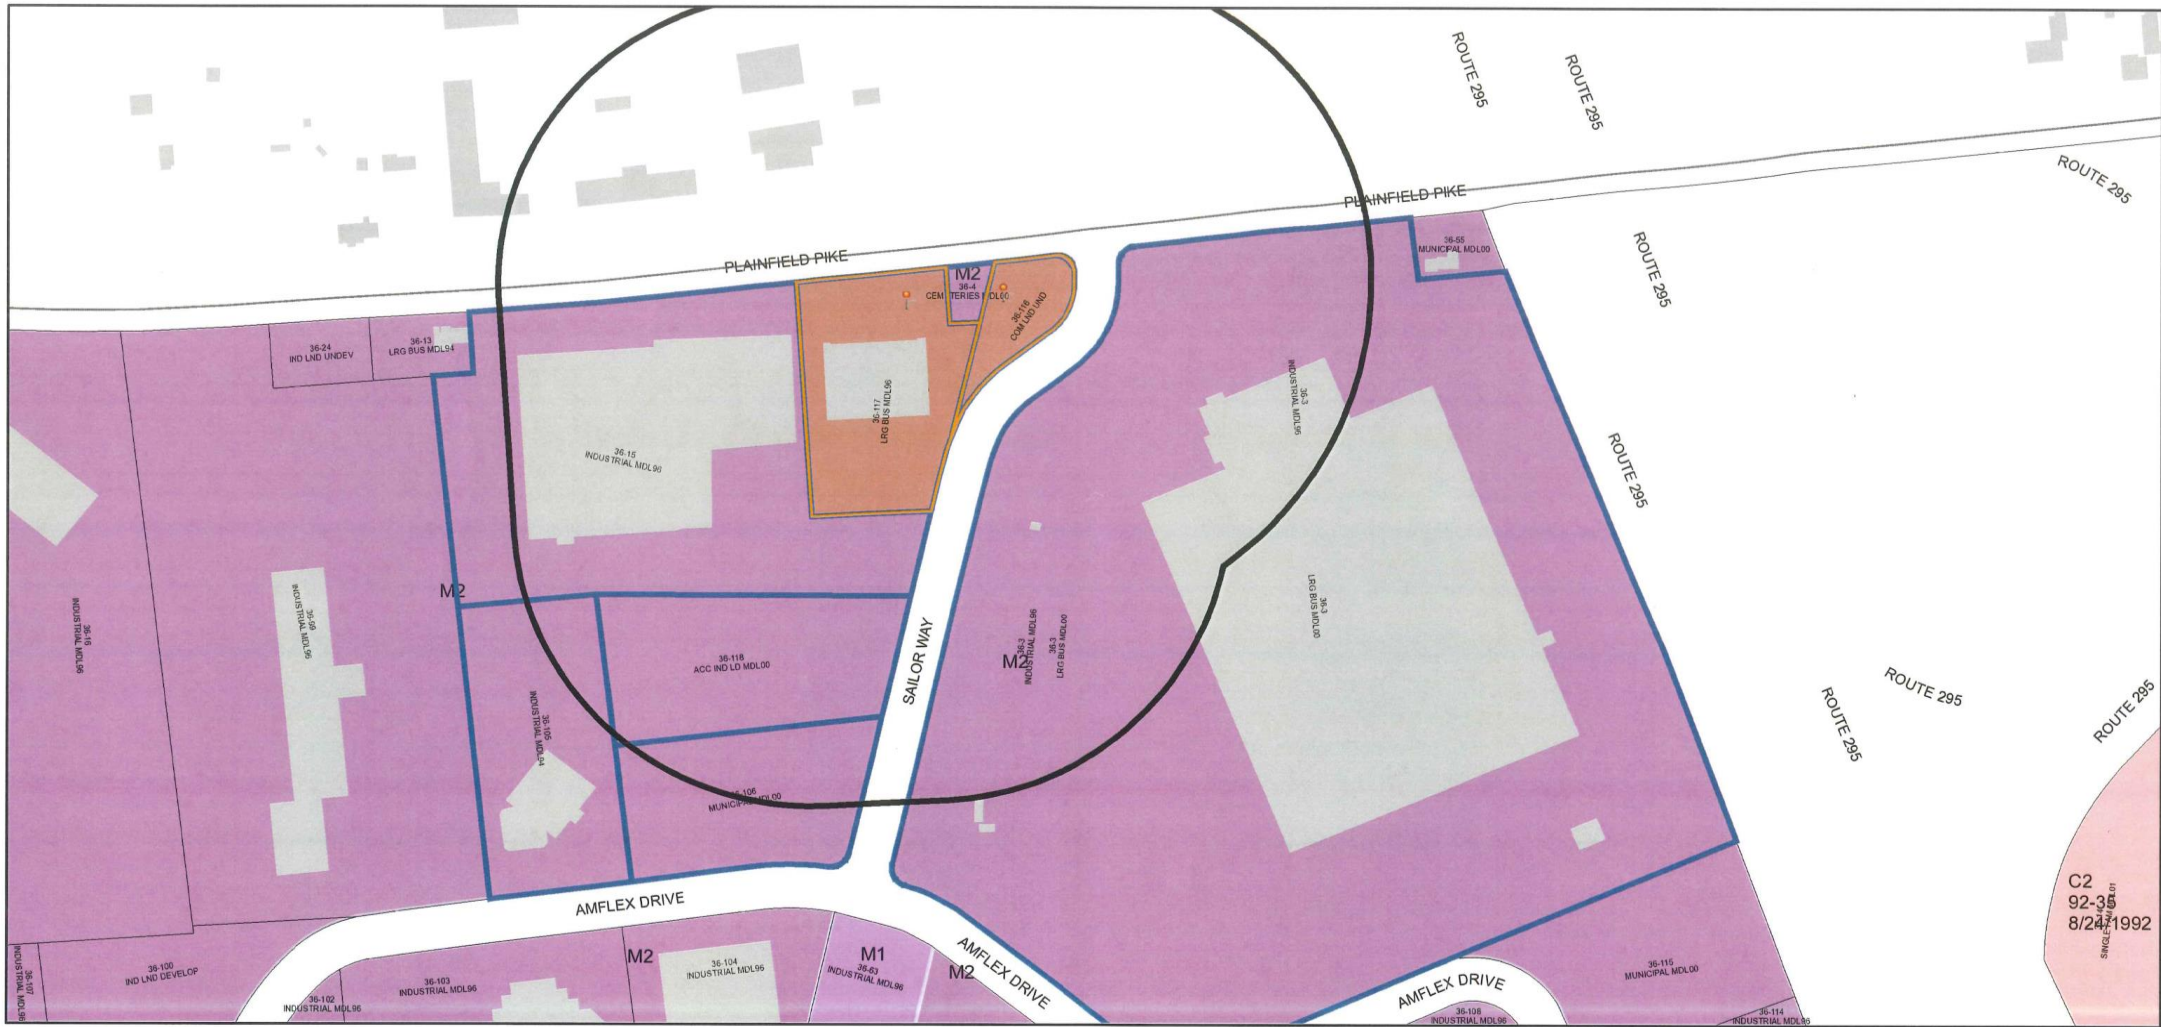 ROUTE 295
ROUTE 295
ROUTE 295
PLAINFIELD PIKE
PLAINFIELD PIKE
36-55
MUNICIPAL MDL00
ROUTE 295
M2
36-4
CEMETERIES MDL00
36-116
COM LND UND
36-24
IND LND UNDEV
36-13
LRG BUS MDL94
36-117
LRG BUS MDL96
36-3
INDUSTRIAL MDL96
36-15
INDUSTRIAL MDL96
ROUTE 295
M2
36-16
INDUSTRIAL MDL96
36-99
INDUSTRIAL MDL96
36-3
LRG BUS MDL00
36-118
ACC IND LD MDL00
SAILOR WAY
M2
36-3
INDUSTRIAL MDL96
36-3
LRG BUS MDL00
36-105
INDUSTRIAL MDL94
ROUTE 295
ROUTE 295
ROUTE 295
36-106
MUNICIPAL MDL00
AMFLEX DRIVE
C2
92-35
8/24/1992
M2
M1
36-63
INDUSTRIAL MDL96
M2
AMFLEX DRIVE
36-107
INDUSTRIAL MDL96
36-100
IND LND DEVELOP
36-102
INDUSTRIAL MDL96
36-103
INDUSTRIAL MDL96
36-104
INDUSTRIAL MDL96
AMFLEX DRIVE
36-115
MUNICIPAL MDL00
36-108
INDUSTRIAL MDL96
36-114
INDUSTRIAL MDL96